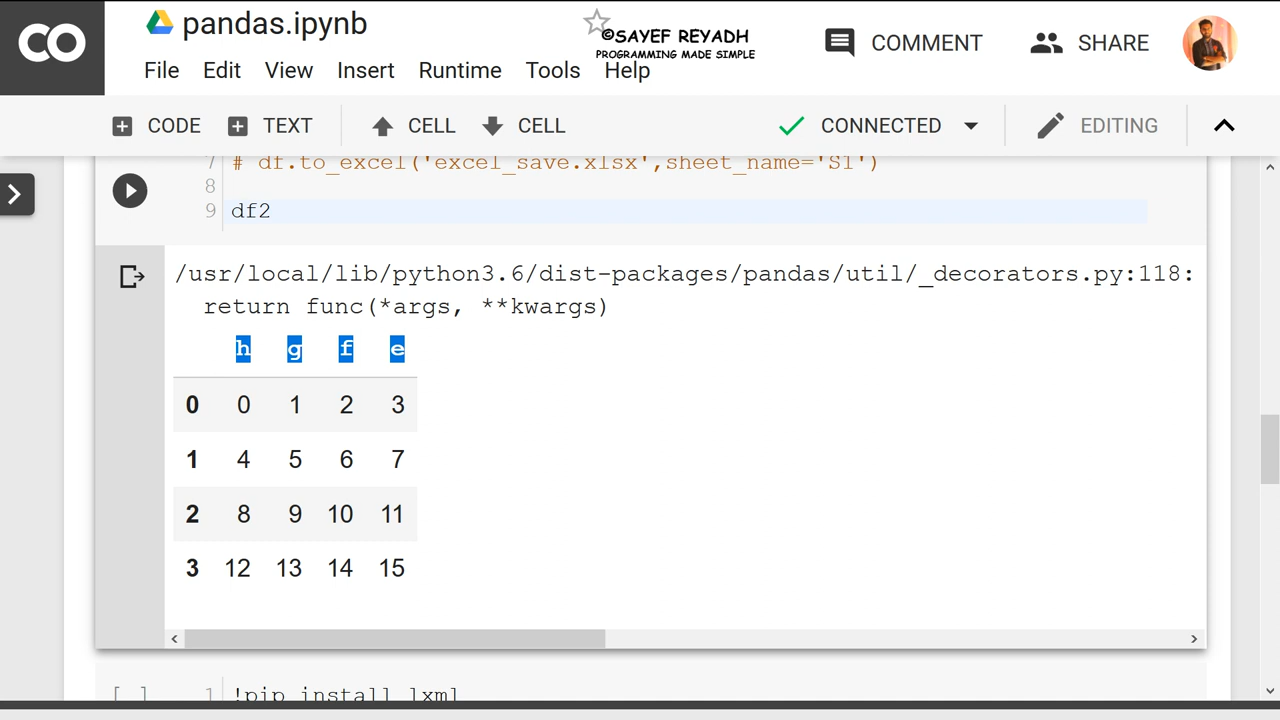 CO pandas.ipynb
©SAYEF REYADH
PROGRAMMING MADE SIMPLE
COMMENT SHARE
File Edit View Insert Runtime Tools Help
CODE TEXT CELL CELL CONNECTED EDITING
7 # df.to_excel('excel_save.xlsx',sheet_name='S1')
8
9 df2
/usr/local/lib/python3.6/dist-packages/pandas/util/_decorators.py:118:
return func(*args, **kwargs)
h g f e
0 0 1 2 3
1 4 5 6 7
2 8 9 10 11
3 12 13 14 15
[ ] 1 !pip install lxml